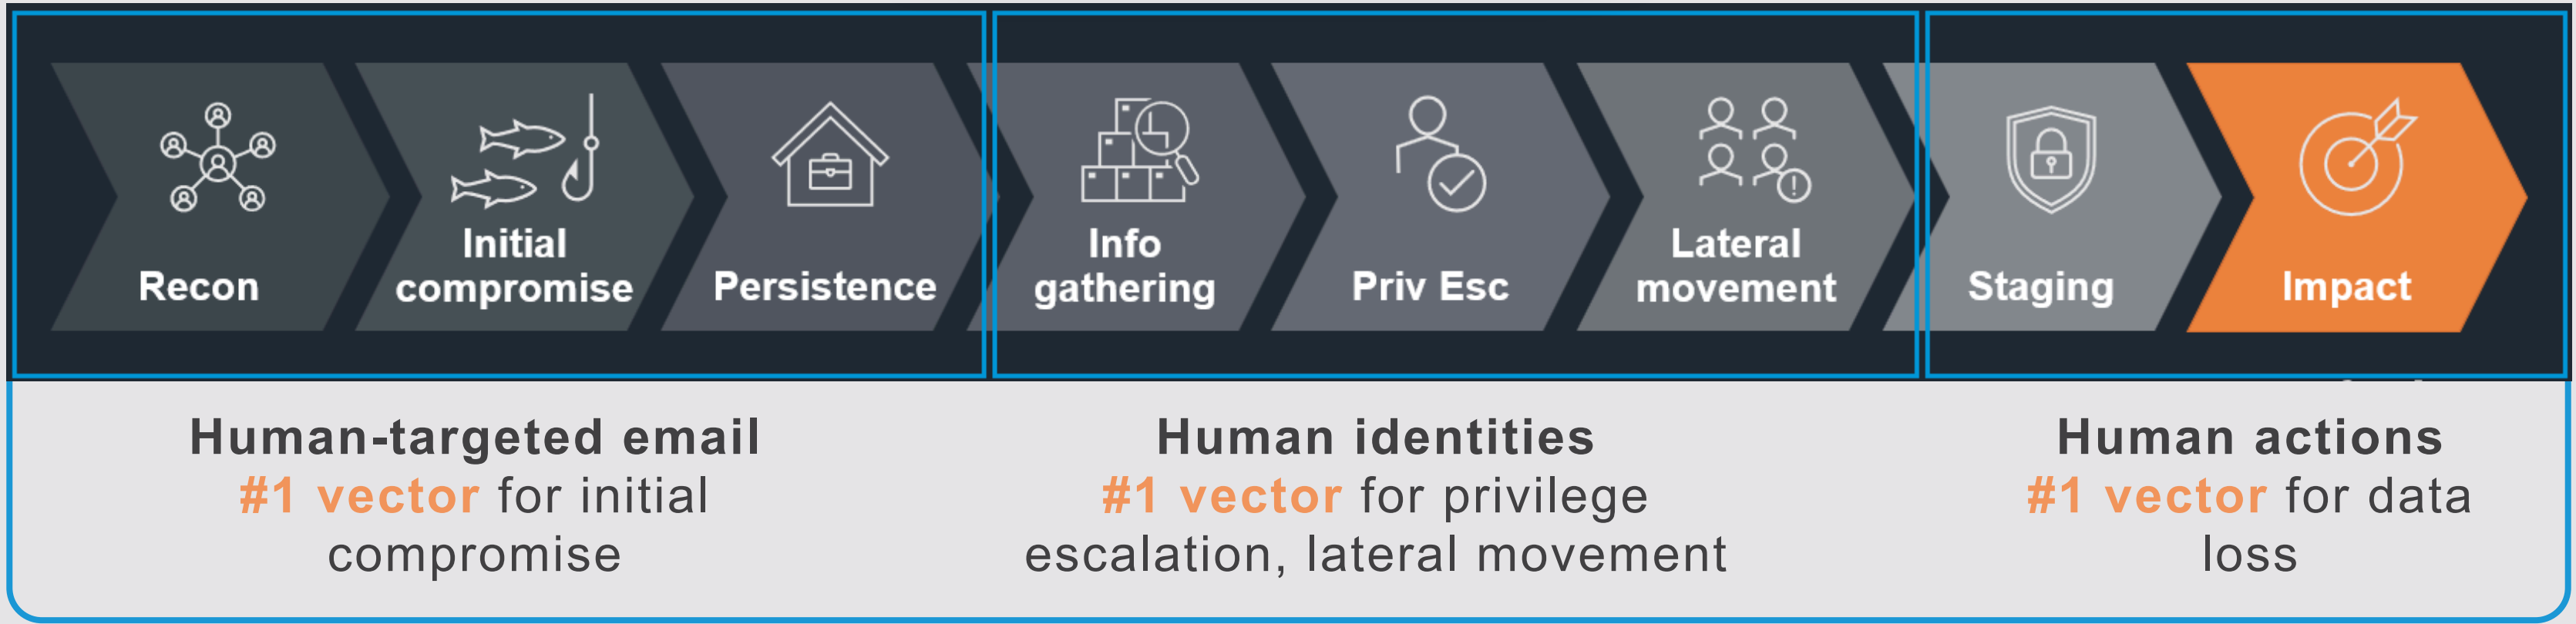 Recon
Initial
compromise
Persistence
Info
gathering
Priv Esc
Lateral
movement
Staging
Impact
Human-targeted email
#1 vector for initial
compromise
Human identities
#1 vector for privilege
escalation, lateral movement
Human actions
#1 vector for data
loss